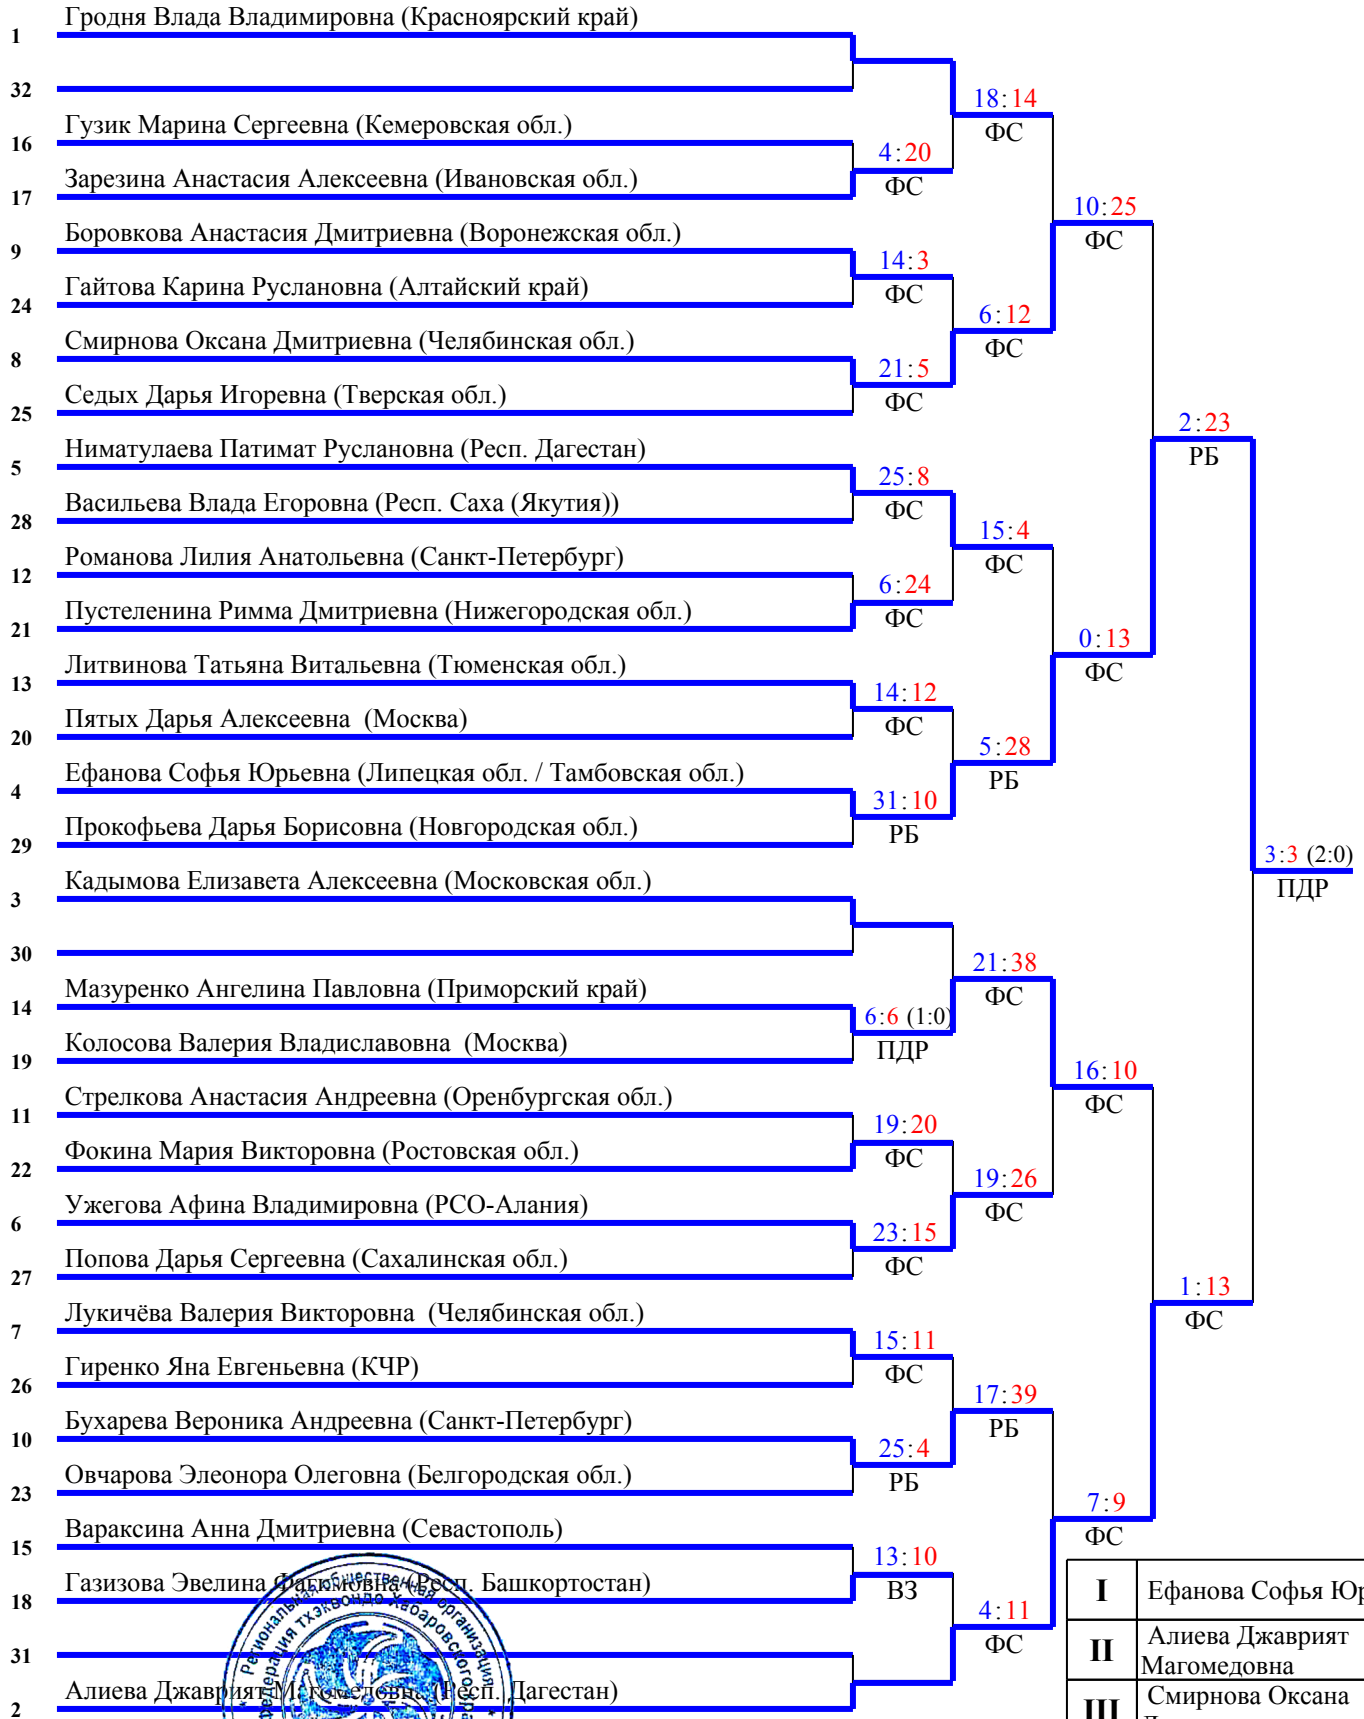 Гродня Влада Владимировна (Красноярский край)
1
32
18:14
ФС
Гузик Марина Сергеевна (Кемеровская обл.)
16
4:20
ФС
Зарезина Анастасия Алексеевна (Ивановская обл.)
17
10:25
ФС
Боровкова Анастасия Дмитриевна (Воронежская обл.)
9
14:3
ФС
Гайтова Карина Руслановна (Алтайский край)
24
6:12
ФС
Смирнова Оксана Дмитриевна (Челябинская обл.)
8
21:5
ФС
Седых Дарья Игоревна (Тверская обл.)
25
2:23
РБ
Ниматулаева Патимат Руслановна (Респ. Дагестан)
5
25:8
ФС
Васильева Влада Егоровна (Респ. Саха (Якутия))
28
15:4
ФС
Романова Лилия Анатольевна (Санкт-Петербург)
12
6:24
ФС
Пустеленина Римма Дмитриевна (Нижегородская обл.)
21
0:13
ФС
Литвинова Татьяна Витальевна (Тюменская обл.)
13
14:12
ФС
Пятых Дарья Алексеевна (Москва)
20
5:28
РБ
Ефанова Софья Юрьевна (Липецкая обл. / Тамбовская обл.)
4
31:10
РБ
Прокофьева Дарья Борисовна (Новгородская обл.)
29
3:3 (2:0)
ПДР
Кадымова Елизавета Алексеевна (Московская обл.)
3
30
21:38
ФС
Мазуренко Ангелина Павловна (Приморский край)
14
6:6 (1:0)
ПДР
Колосова Валерия Владиславовна (Москва)
19
16:10
ФС
Стрелкова Анастасия Андреевна (Оренбургская обл.)
11
19:20
ФС
Фокина Мария Викторовна (Ростовская обл.)
22
19:26
ФС
Ужегова Афина Владимировна (РСО-Алания)
6
23:15
ФС
Попова Дарья Сергеевна (Сахалинская обл.)
27
1:13
ФС
Лукичёва Валерия Викторовна (Челябинская обл.)
7
15:11
ФС
Гиренко Яна Евгеньевна (КЧР)
26
17:39
РБ
Бухарева Вероника Андреевна (Санкт-Петербург)
10
25:4
РБ
Овчарова Элеонора Олеговна (Белгородская обл.)
23
7:9
ФС
Вараксина Анна Дмитриевна (Севастополь)
15
13:10
ВЗ
Газизова Эвелина Фагимовна (Респ. Башкортостан)
18
4:11
ФС
31
Алиева Джаврият Магомедовна (Респ. Дагестан)
2
Региональная общественная организация
Федерация тхэквондо Хабаровского
I Ефанова Софья Юр
II Алиева Джаврият
Магомедовна
III Смирнова Оксана